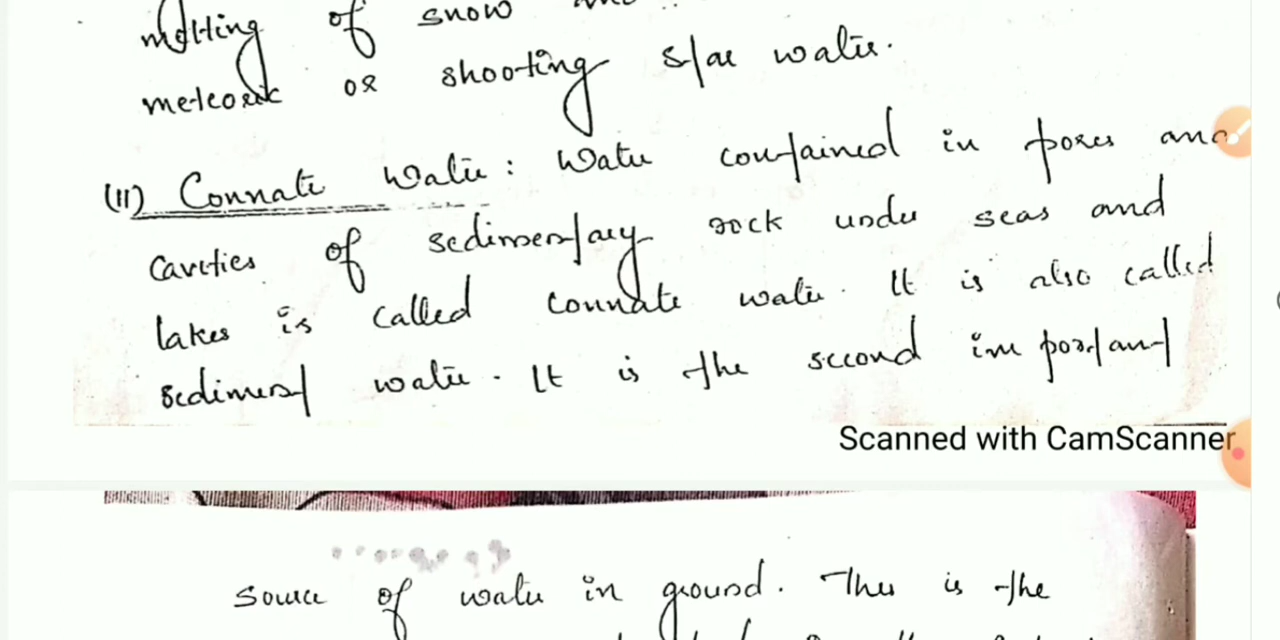 melting of snow
meteoric or shooting star water.
(II) Connate water : Water contained in pores and
cavities of sedimentary rock under seas and
lakes is called connate water. It is also called
sediment water. It is the second important
Scanned with CamScanner
source of water in ground. This is the